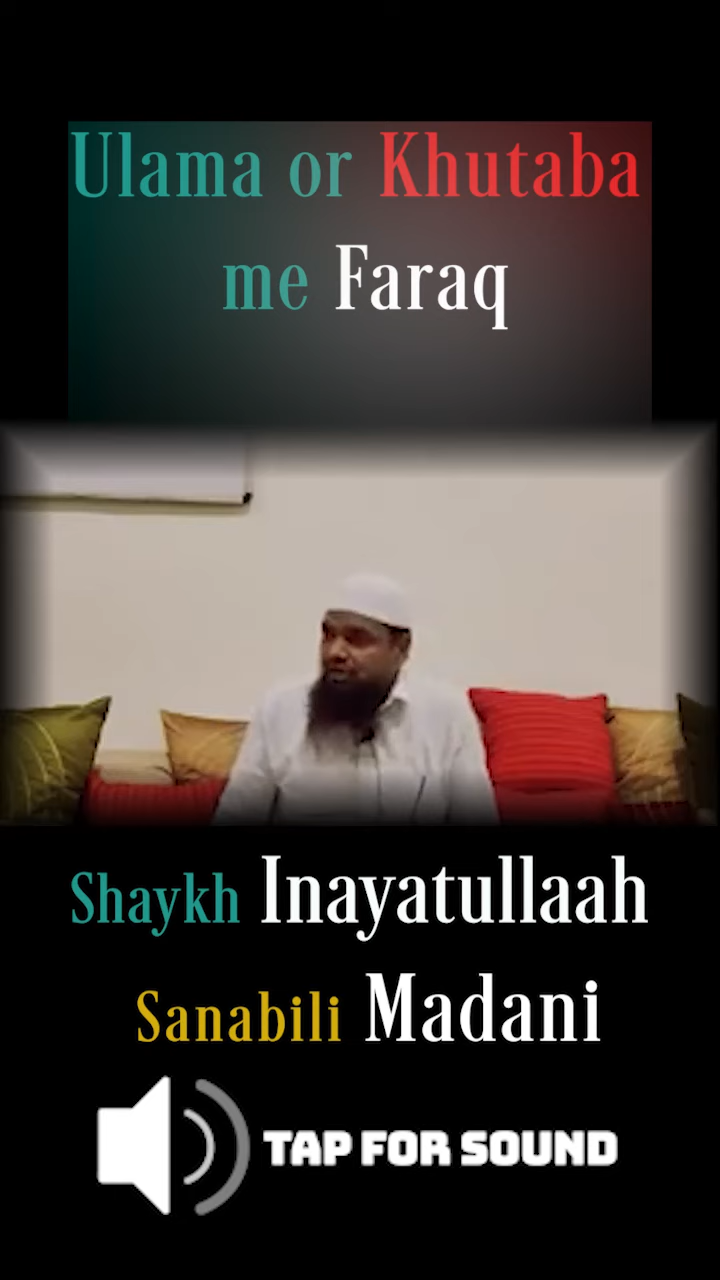 Ulama or Khutaba
me Faraq
Shaykh Inayatullaah
Sanabili Madani
TAP FOR SOUND